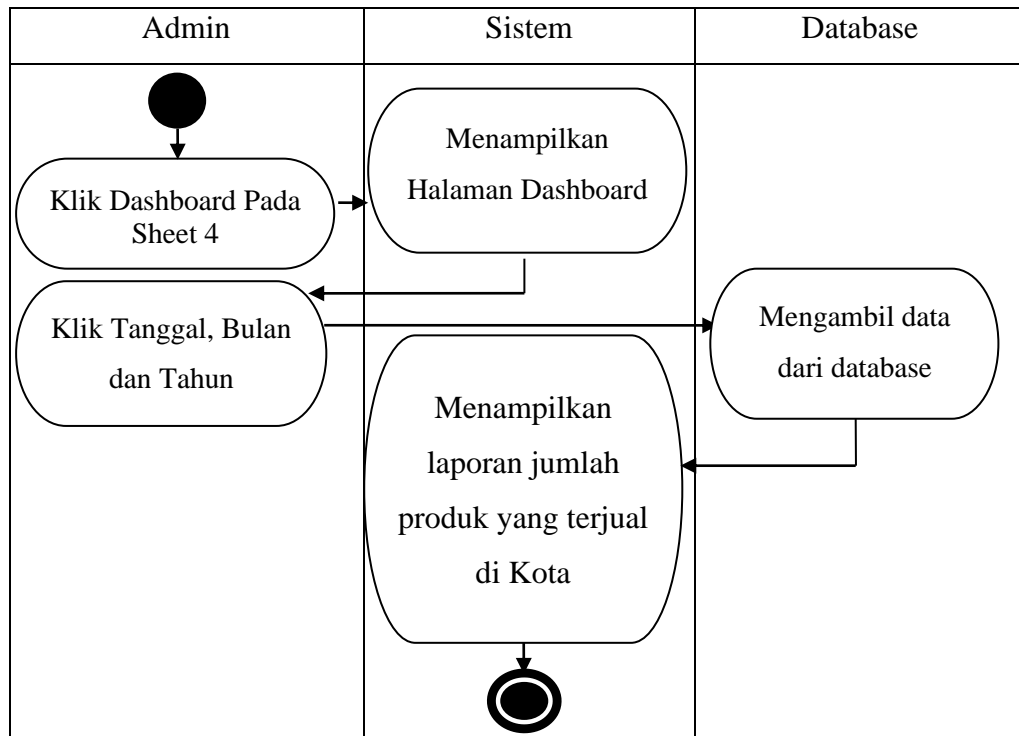 Admin
Sistem
Database
Klik Dashboard Pada
Sheet 4
Menampilkan
Halaman Dashboard
Klik Tanggal, Bulan
dan Tahun
Mengambil data
dari database
Menampilkan
laporan jumlah
produk yang terjual
di Kota